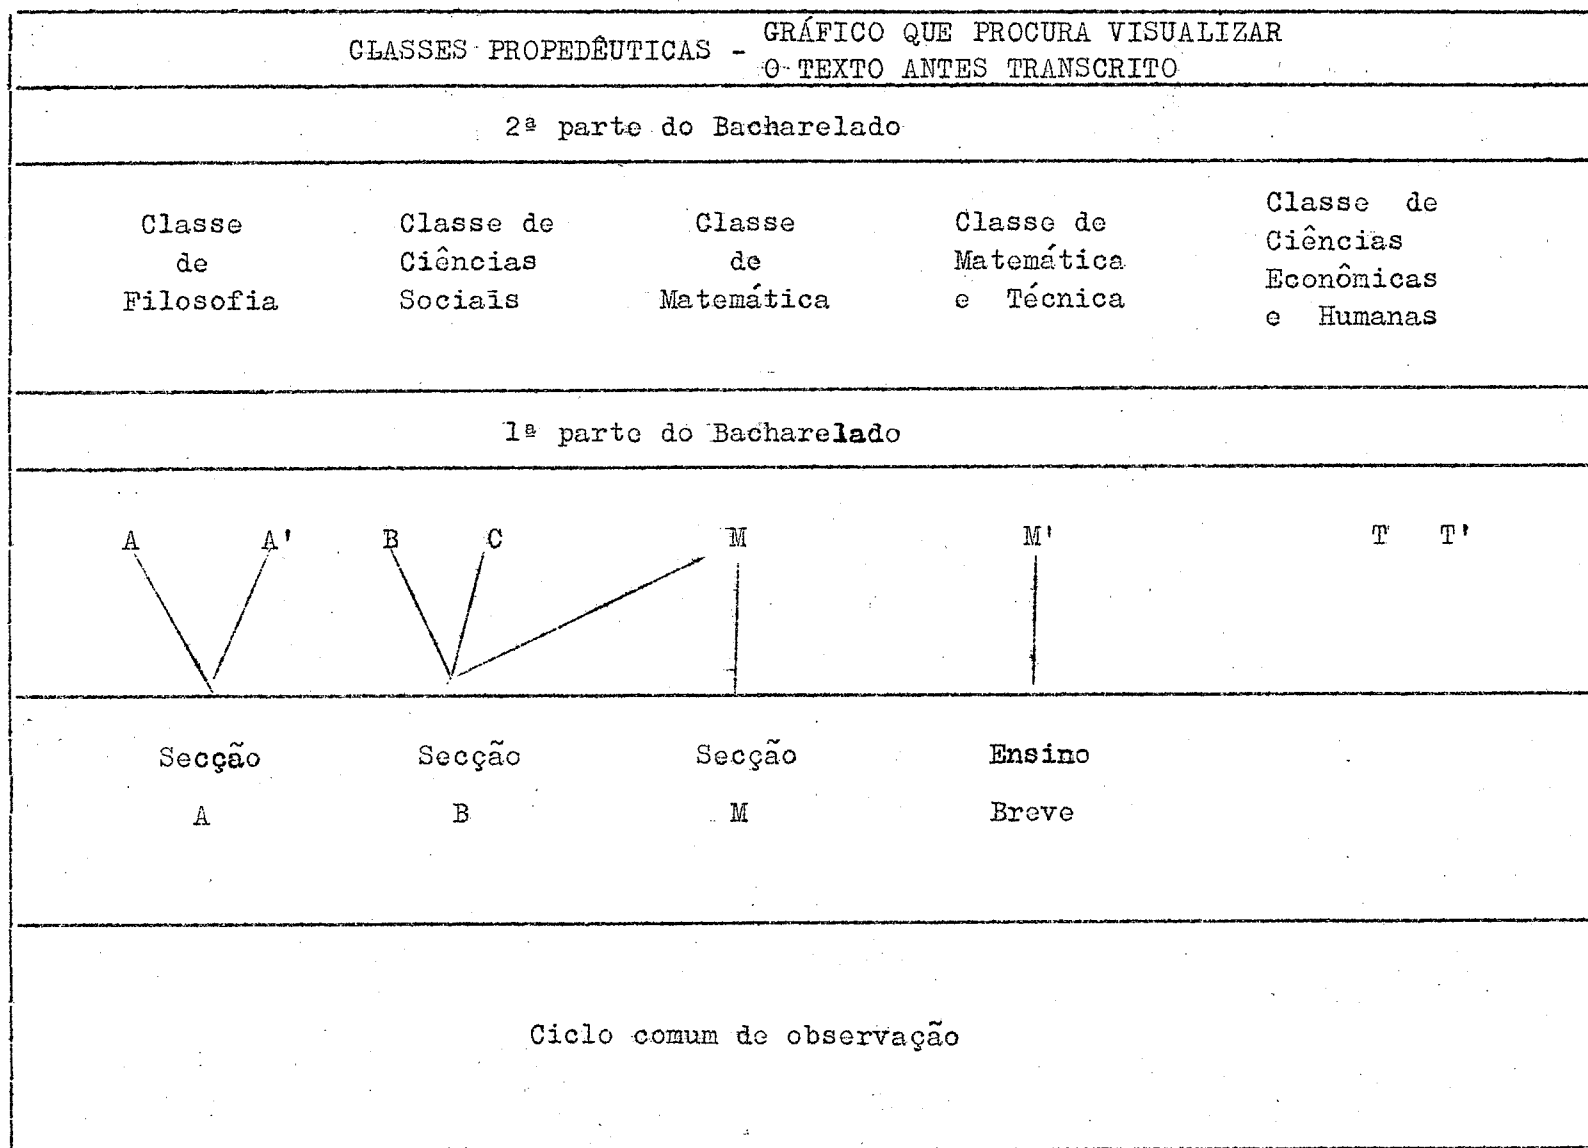 CLASSES PROPEDÊUTICAS - GRÁFICO QUE PROCURA VISUALIZAR
O TEXTO ANTES TRANSCRITO
2ª parte do Bacharelado
Classe
de
Filosofia
Classe de
Ciências
Sociais
Classe
de
Matemática
Classe de
Matemática
e Técnica
Classe de
Ciências
Econômicas
e Humanas
1ª parte do Bacharelado
A A' B C M M' T T'
Secção
A
Secção
B
Secção
M
Ensino
Breve
Ciclo comum de observação